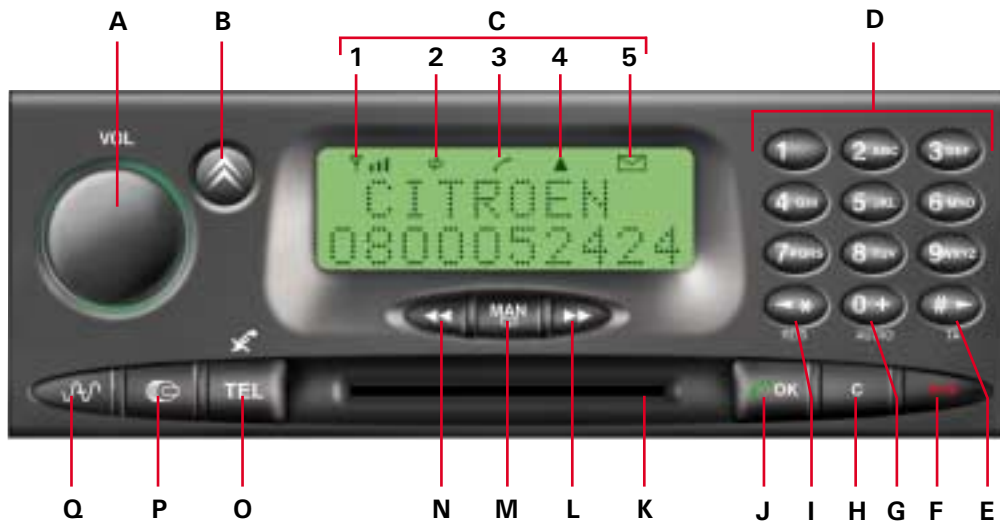 A B C D
1 2 3 4 5
VOL
CITROEN
0800052424
1 2 ABC 3 DEF
4 GHI 5 JKL 6 MNO
7 PQRS 8 TUV 9 WXYZ
* 0 + #
MAN
TEL OK C
Q P O N M L K J I H G F E